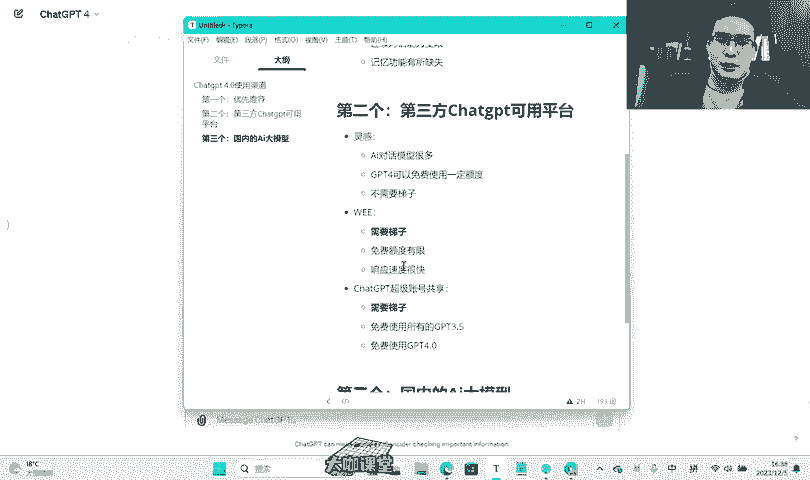 ChatGPT 4
Untitled• - Typora
文件(F) 编辑(E) 段落(P) 格式(O) 视图(V) 主题(T) 帮助(H)
文件
大纲
Chatgpt 4.0使用渠道
第一个：优先推荐
第二个：第三方Chatgpt可用平台
第三个：国内的Ai大模型
记忆功能有所缺失
第二个：第三方Chatgpt可用平台
灵感：
AI对话模型很多
GPT4可以免费使用一定额度
不需要梯子
WEE：
需要梯子
免费额度有限
响应速度很快
ChatGPT超级账号共享：
需要梯子
免费使用所有的GPT3.5
免费使用GPT4.0
国内的Ai大模型
Message ChatGPT
ChatGPT can make mistakes. Consider checking important information.
大咖课堂
18°C
搜索
中
拼
16:38
2023/12/5